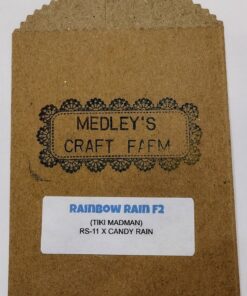 MEDLEY'S
CRAFT FARM
RAINBOW RAIN F2
(TIKI MADMAN)
RS-11 X CANDY RAIN